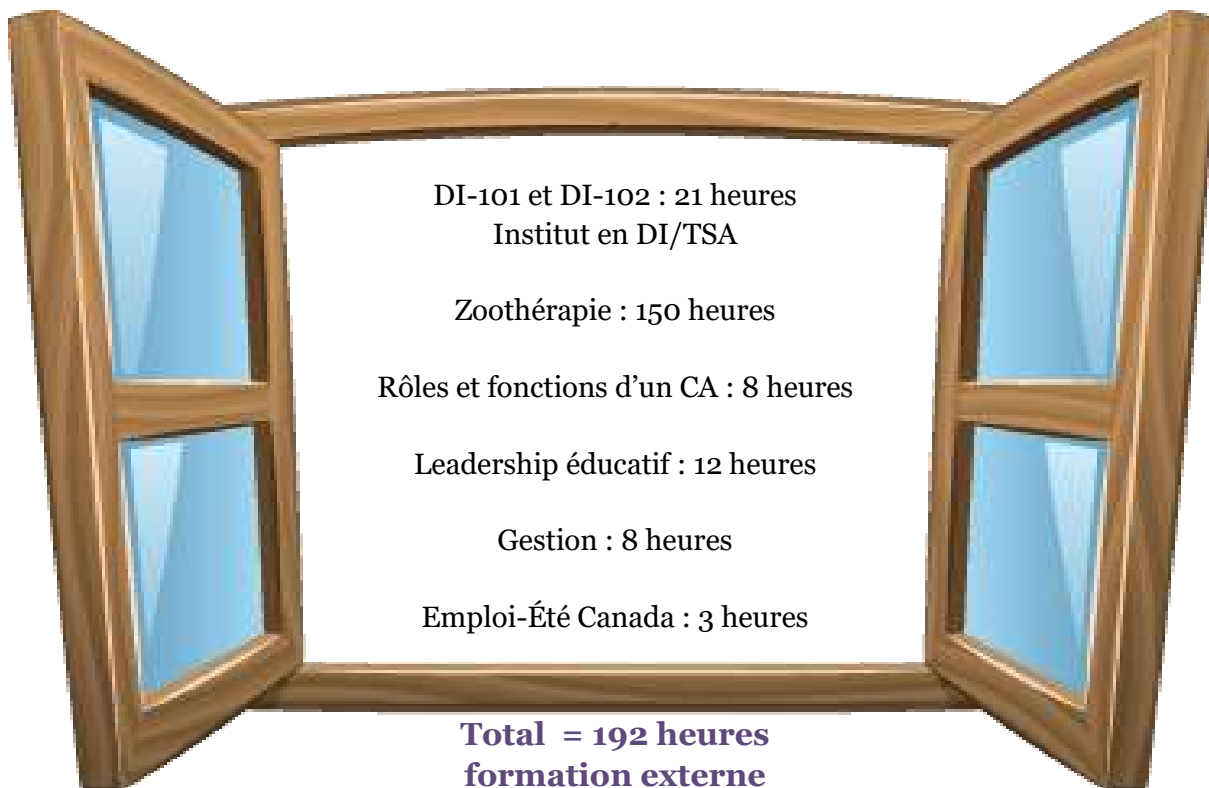 DI-101 et DI-102 : 21 heures
Institut en DI/TSA
Zoothérapie : 150 heures
Rôles et fonctions d’un CA : 8 heures
Leadership éducatif : 12 heures
Gestion : 8 heures
Emploi-Été Canada : 3 heures
Total = 192 heures
formation externe